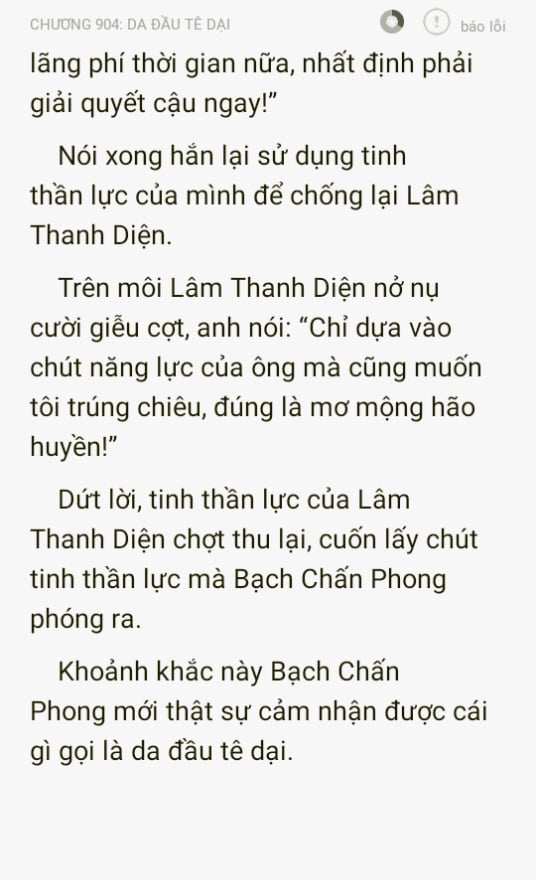 CHƯƠNG 904: DA ĐẦU TÊ DẠI
báo lỗi
lãng phí thời gian nữa, nhất định phải
giải quyết cậu ngay!”
Nói xong hắn lại sử dụng tinh
thần lực của mình để chống lại Lâm
Thanh Diện.
Trên môi Lâm Thanh Diện nở nụ
cười giễu cợt, anh nói: “Chỉ dựa vào
chút năng lực của ông mà cũng muốn
tôi trúng chiêu, đúng là mơ mộng hão
huyền!”
Dứt lời, tinh thần lực của Lâm
Thanh Diện chợt thu lại, cuốn lấy chút
tinh thần lực mà Bạch Chấn Phong
phóng ra.
Khoảnh khắc này Bạch Chấn
Phong mới thật sự cảm nhận được cái
gì gọi là da đầu tê dại.